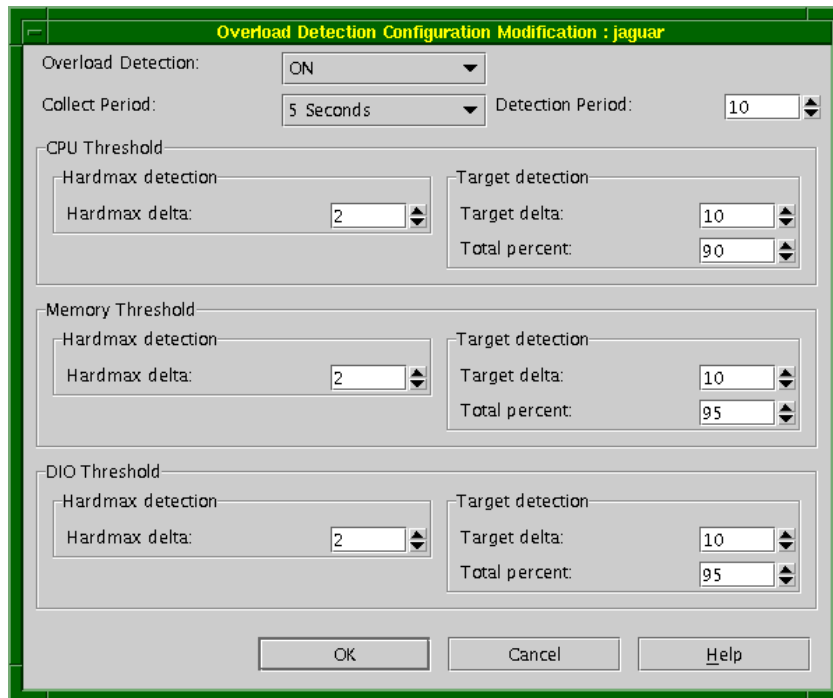 Overload Detection Configuration Modification : jaguar
Overload Detection: ON
Collect Period: 5 Seconds Detection Period: 10
CPU Threshold
Hardmax detection Target detection
Hardmax delta: 2 Target delta: 10
Total percent: 90
Memory Threshold
Hardmax detection Target detection
Hardmax delta: 2 Target delta: 10
Total percent: 95
DIO Threshold
Hardmax detection Target detection
Hardmax delta: 2 Target delta: 10
Total percent: 95
OK Cancel Help